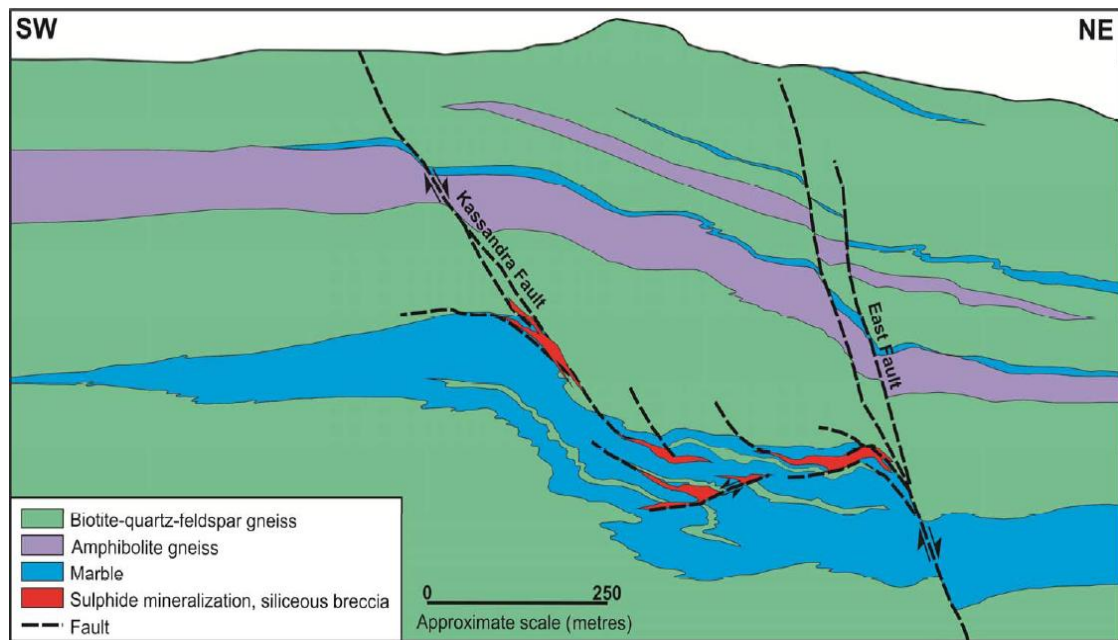 SW
NE
Kassandra Fault
East Fault
Biotite-quartz-feldspar gneiss
Amphibolite gneiss
Marble
Sulphide mineralization, siliceous breccia
Fault
0 250
Approximate scale (metres)